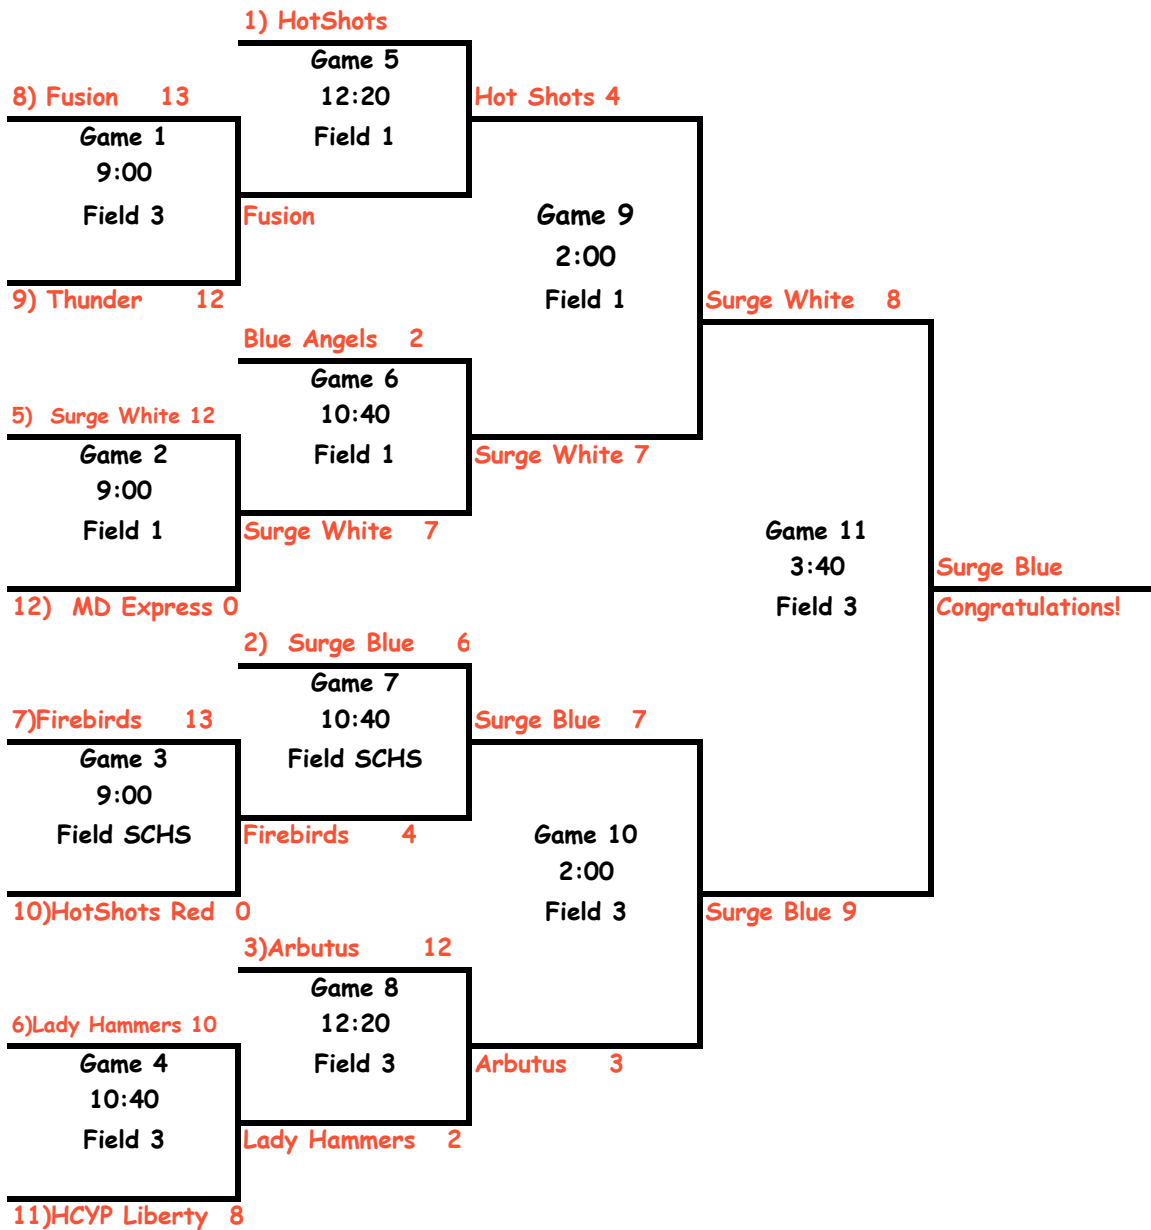 1) HotShots
Game 5
12:20
Field 1
8) Fusion 13
Game 1
9:00
Field 3
Fusion
9) Thunder 12
Hot Shots 4
Game 9
2:00
Field 1
Blue Angels 2
Game 6
10:40
Field 1
5) Surge White 12
Game 2
9:00
Field 1
Surge White 7
12) MD Express 0
Surge White 7
Surge White 8
Game 11
3:40
Field 3
Surge Blue
Congratulations!
2) Surge Blue 6
Game 7
10:40
Field SCHS
7)Firebirds 13
Game 3
9:00
Field SCHS
Firebirds 4
10)HotShots Red 0
Surge Blue 7
Game 10
2:00
Field 3
Surge Blue 9
3)Arbutus 12
Game 8
12:20
Field 3
6)Lady Hammers 10
Game 4
10:40
Field 3
Arbutus 3
Lady Hammers 2
11)HCYP Liberty 8